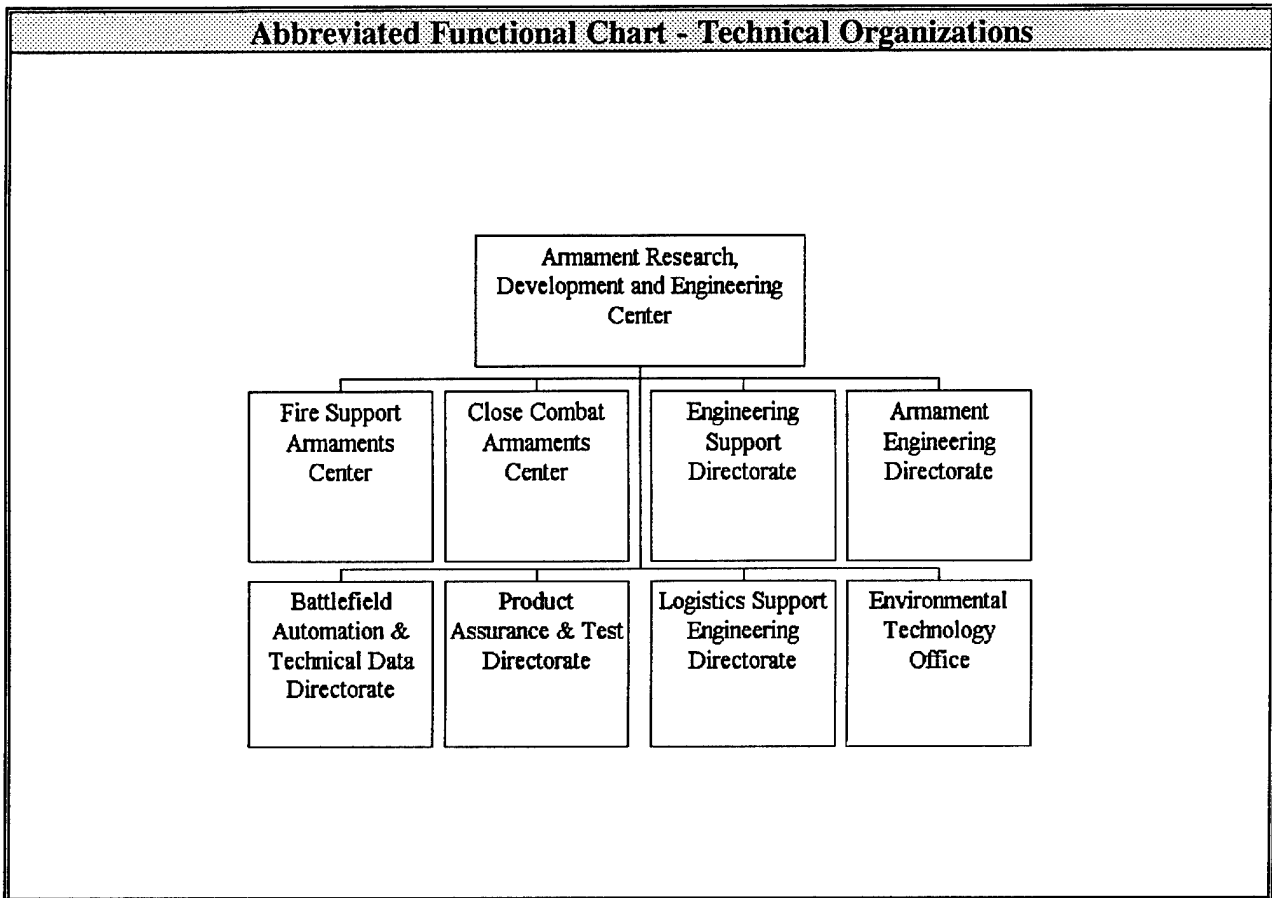 Abbreviated Functional Chart - Technical Organizations
Armament Research,
Development and Engineering
Center
Fire Support
Armaments
Center
Close Combat
Armaments
Center
Engineering
Support
Directorate
Armament
Engineering
Directorate
Battlefield
Automation &
Technical Data
Directorate
Product
Assurance & Test
Directorate
Logistics Support
Engineering
Directorate
Environmental
Technology
Office